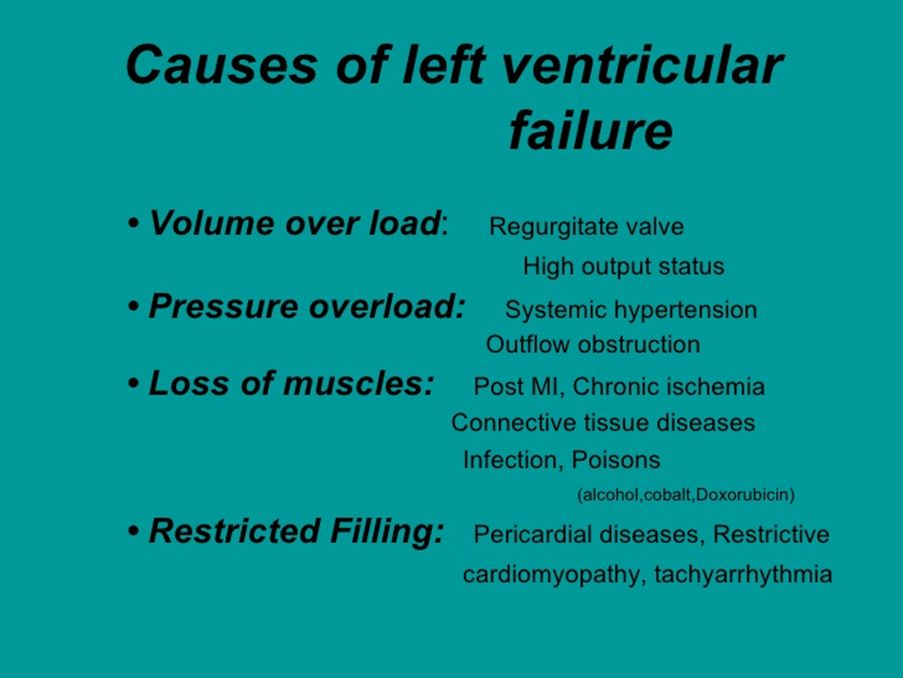 Causes of left ventricular
failure
• Volume over load: Regurgitate valve
High output status
• Pressure overload: Systemic hypertension
Outflow obstruction
• Loss of muscles: Post MI, Chronic ischemia
Connective tissue diseases
Infection, Poisons
(alcohol,cobalt,Doxorubicin)
• Restricted Filling: Pericardial diseases, Restrictive
cardiomyopathy, tachyarrhythmia